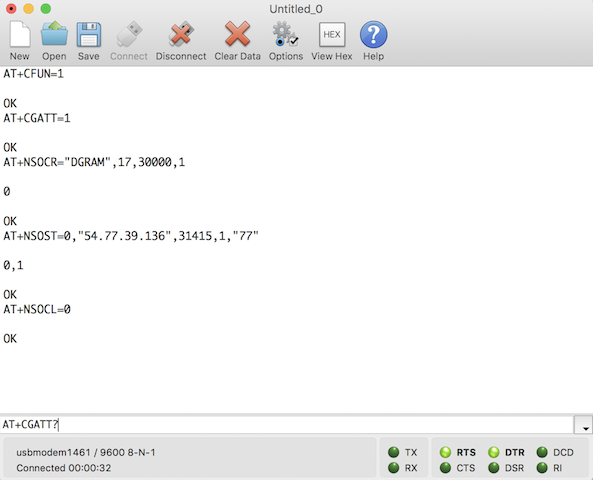 Untitled_0
New Open Save Connect Disconnect Clear Data Options HEX View Hex Help
AT+CFUN=1
OK
AT+CGATT=1
OK
AT+NSOCR="DGRAM",17,30000,1
0
OK
AT+NSOST=0,"54.77.39.136",31415,1,"77"
0,1
OK
AT+NSOCL=0
OK
AT+CGATT?
usbmodem1461 / 9600 8-N-1
Connected 00:00:32
TX RTS DTR DCD
RX CTS DSR RI